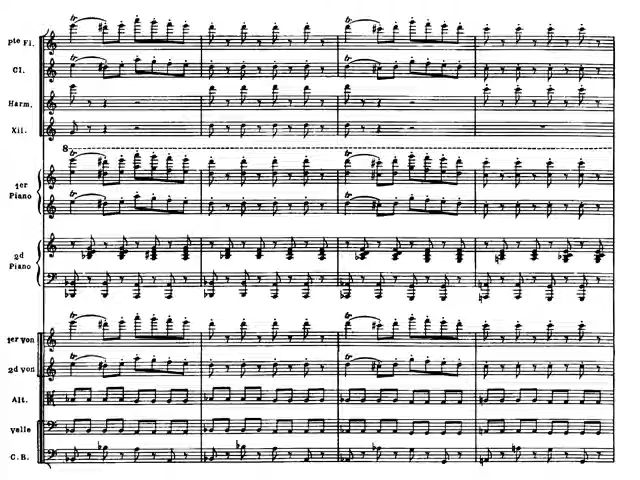 pte Fl.
Cl.
Harm.
Xil.
8
1er
Piano
2d
Piano
1er von
2d von
Alt.
velle
C.B.